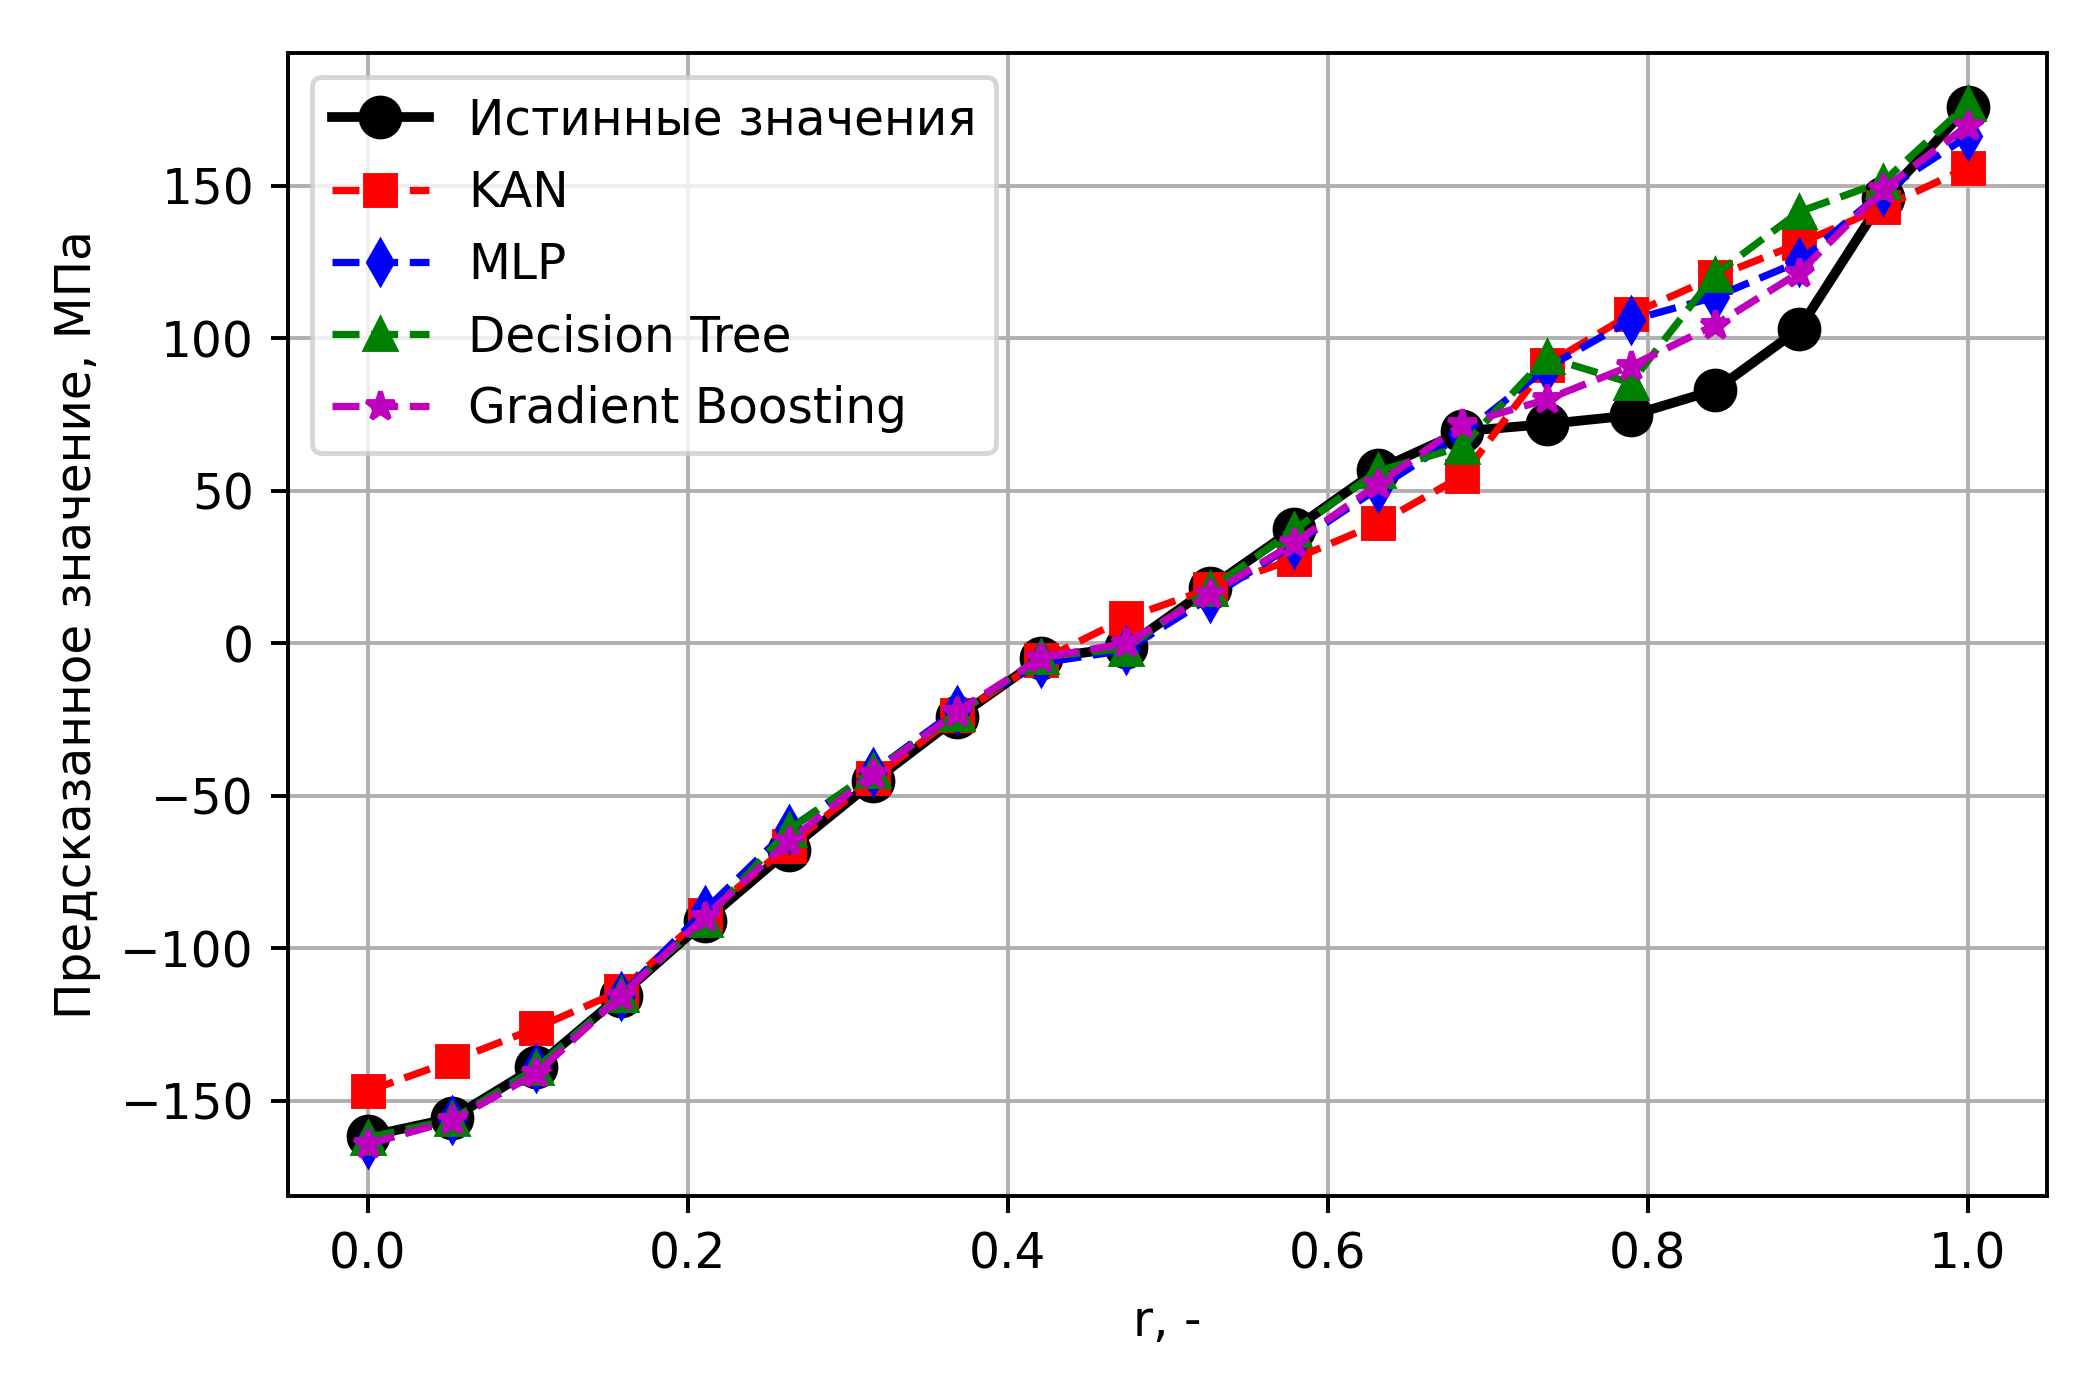 Истинные значения
KAN
MLP
Decision Tree
Gradient Boosting
Предсказанное значение, МПа
150
100
50
0
−50
−100
−150
0.0 0.2 0.4 0.6 0.8 1.0
r, -